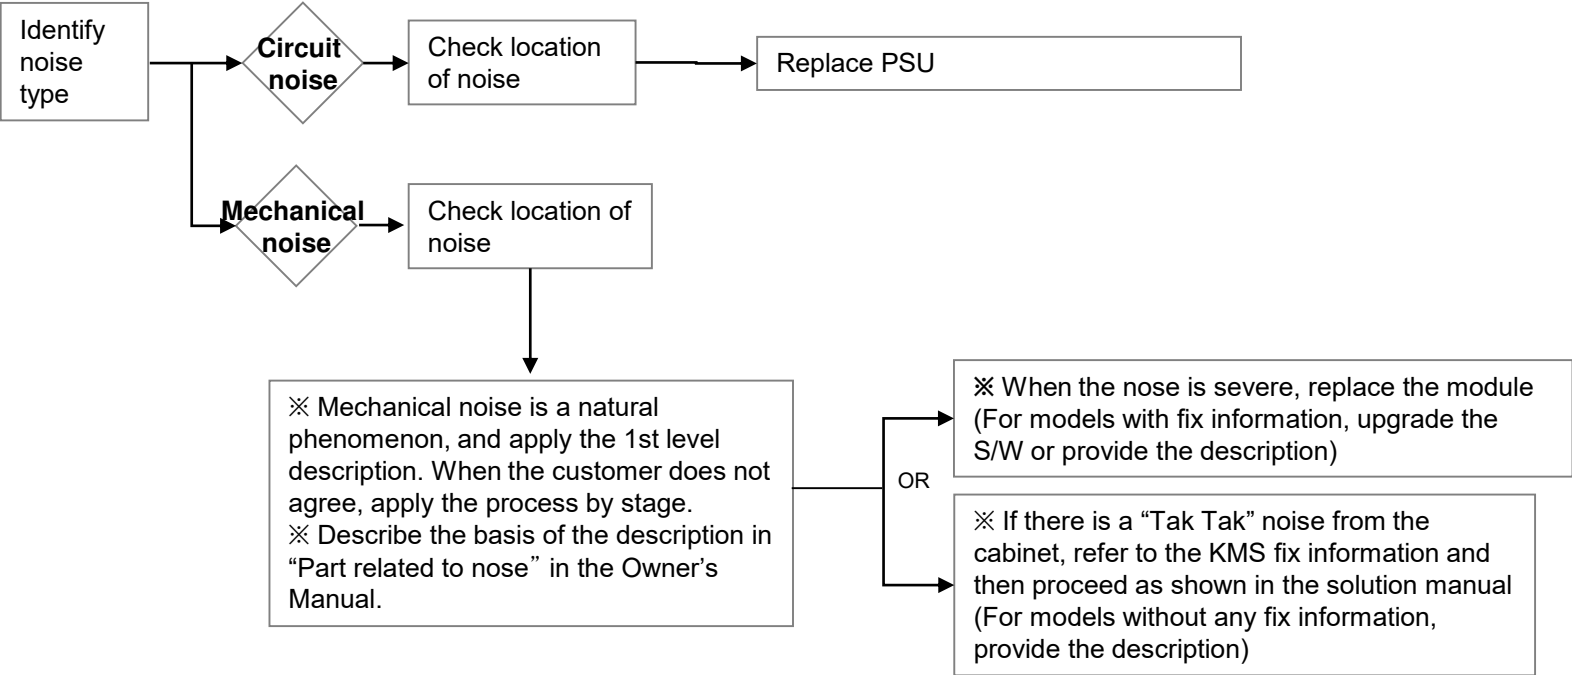 Identify
noise
type
Circuit
noise
Check location
of noise
Replace PSU
Mechanical
noise
Check location of
noise
※ Mechanical noise is a natural
phenomenon, and apply the 1st level
description. When the customer does not
agree, apply the process by stage.
※ Describe the basis of the description in
“Part related to nose” in the Owner’s
Manual.
OR
※ When the nose is severe, replace the module
(For models with fix information, upgrade the
S/W or provide the description)
※ If there is a “Tak Tak” noise from the
cabinet, refer to the KMS fix information and
then proceed as shown in the solution manual
(For models without any fix information,
provide the description)